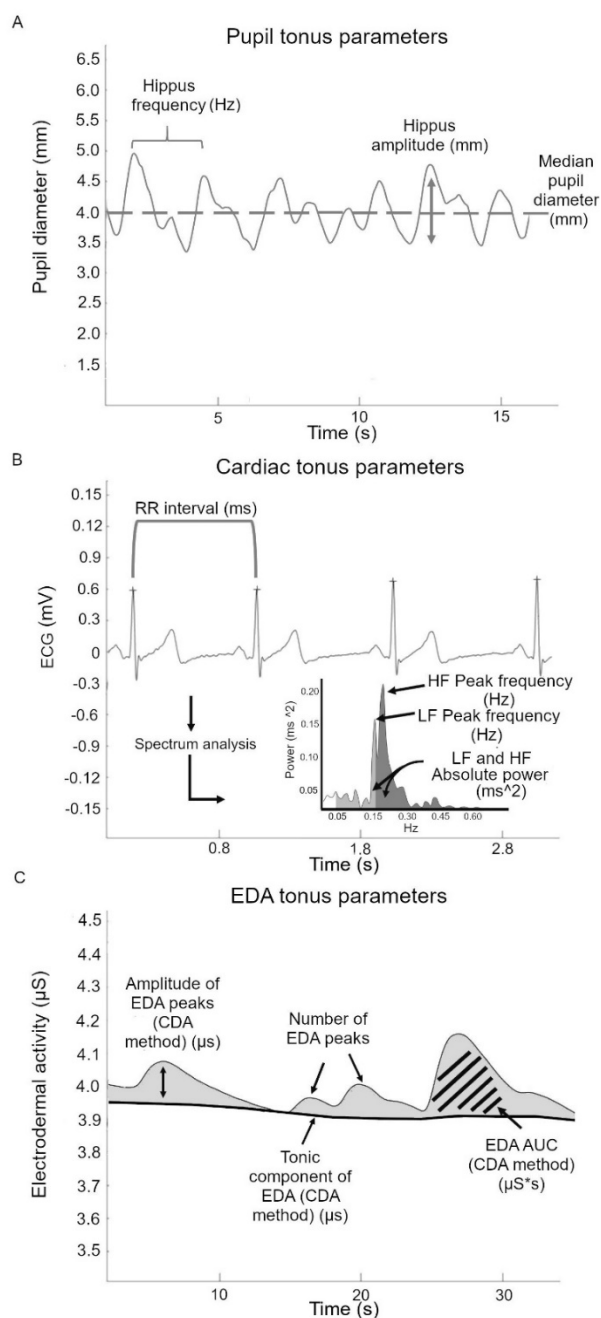 A
Pupil tonus parameters
6.5
6.0
5.5
5.0
4.5
4.0
3.5
3.0
2.5
2.0
1.5
Pupil diameter (mm)
Hippus
frequency (Hz)
Hippus
amplitude (mm)
Median
pupil
diameter
(mm)
5
10
15
Time (s)
B
Cardiac tonus parameters
0.15
0.12
0.9
0.6
0.3
0
-0.3
-0.6
-0.9
-0.12
-0.15
ECG (mV)
RR interval (ms)
Spectrum analysis
HF Peak frequency
(Hz)
LF Peak frequency
(Hz)
LF and HF
Absolute power
(ms^2)
0.20
0.15
0.10
0.05
Power (ms ^2)
0.05
0.15
0.30
0.45
0.60
Hz
0.8
1.8
2.8
Time (s)
C
EDA tonus parameters
4.5
4.4
4.3
4.2
4.1
4.0
3.9
3.8
3.7
3.6
3.5
Electrodermal activity (µS)
Amplitude of
EDA peaks
(CDA
method) (µs)
Number of
EDA peaks
Tonic
component of
EDA (CDA
method) (µs)
EDA AUC
(CDA method)
(µS*s)
10
20
30
Time (s)